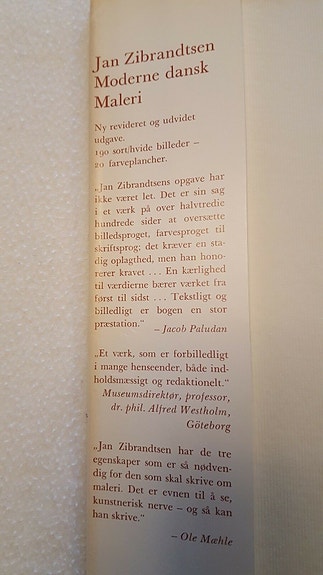 Jan Zibrandtsen
Moderne dansk
Maleri
Ny revideret og udvidet
udgave.
190 sort/hvide billeder –
20 farveplancher.
„Jan Zibrandtsens opgave har
ikke været let. Det er sin sag
i et værk på over halvtredie
hundrede sider at oversætte
billedsproget, farvesproget til
skriftsprog; det kræver en sta-
dig oplagthed, men han hono-
rerer kravet ... En kærlighed
til værdierne bærer værket fra
først til sidst ... Tekstligt og
billedligt er bogen en stor
præstation.“
– Jacob Paludan
„Et værk, som er forbilledligt
i mange henseender, både ind-
holdsmæssigt og redaktionelt.“
Museumsdirektør, professor,
dr. phil. Alfred Westholm,
Göteborg
„Jan Zibrandtsen har de tre
egenskaper som er så nødven-
dig for den som skal skrive om
maleri. Det er evnen til å se,
kunstnerisk nerve – og så kan
han skrive.“
– Ole Mæhle